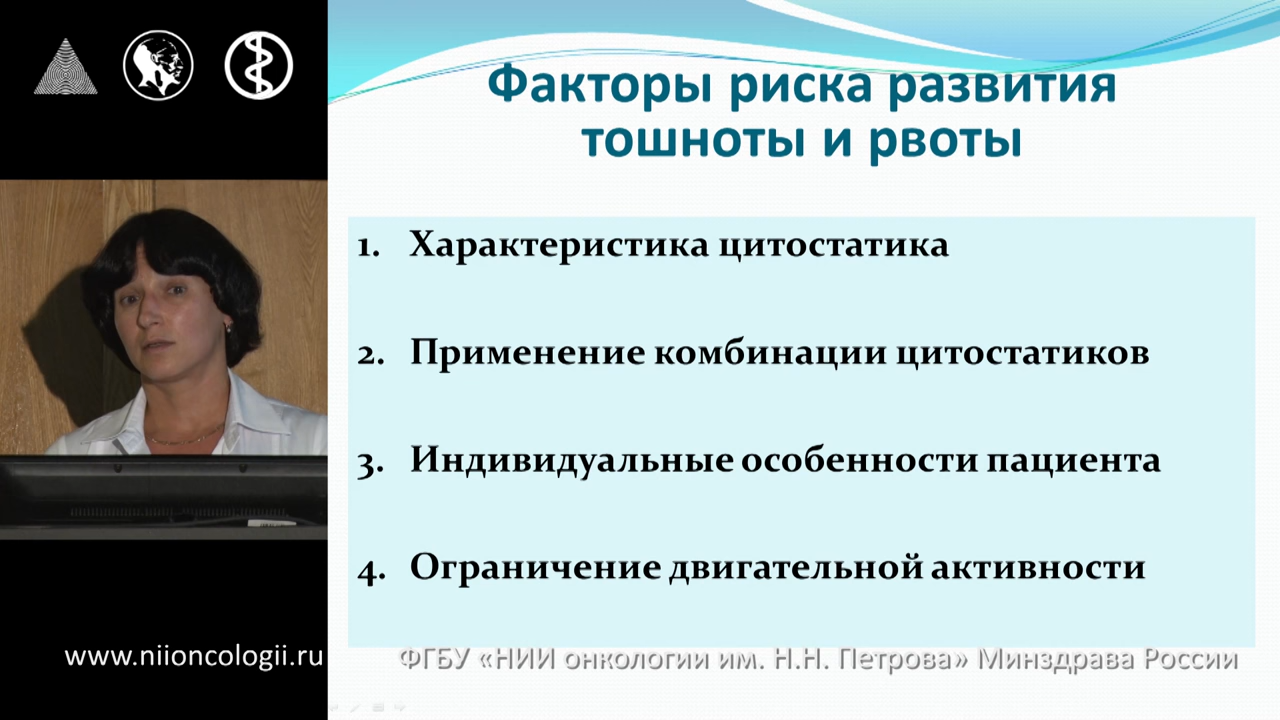 Факторы риска развития
тошноты и рвоты
1. Характеристика цитостатика
2. Применение комбинации цитостатиков
3. Индивидуальные особенности пациента
4. Ограничение двигательной активности
www.niioncologii.ru
ФГБУ «НИИ онкологии им. Н.Н. Петрова» Минздрава России